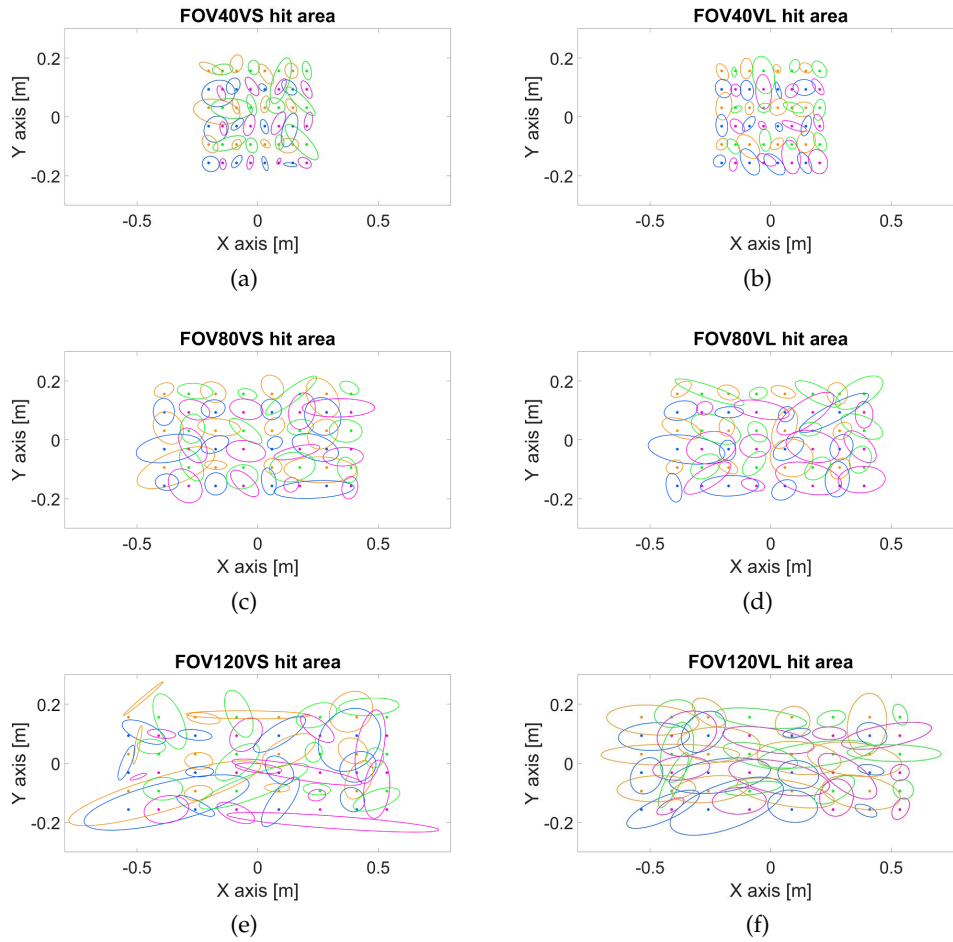 FOV40VS hit area
0.2
0
-0.2
Y axis [m]
-0.5
0
0.5
X axis [m]
(a)
FOV40VL hit area
0.2
0
-0.2
Y axis [m]
-0.5
0
0.5
X axis [m]
(b)
FOV80VS hit area
0.2
0
-0.2
Y axis [m]
-0.5
0
0.5
X axis [m]
(c)
FOV80VL hit area
0.2
0
-0.2
Y axis [m]
-0.5
0
0.5
X axis [m]
(d)
FOV120VS hit area
0.2
0
-0.2
Y axis [m]
-0.5
0
0.5
X axis [m]
(e)
FOV120VL hit area
0.2
0
-0.2
Y axis [m]
-0.5
0
0.5
X axis [m]
(f)